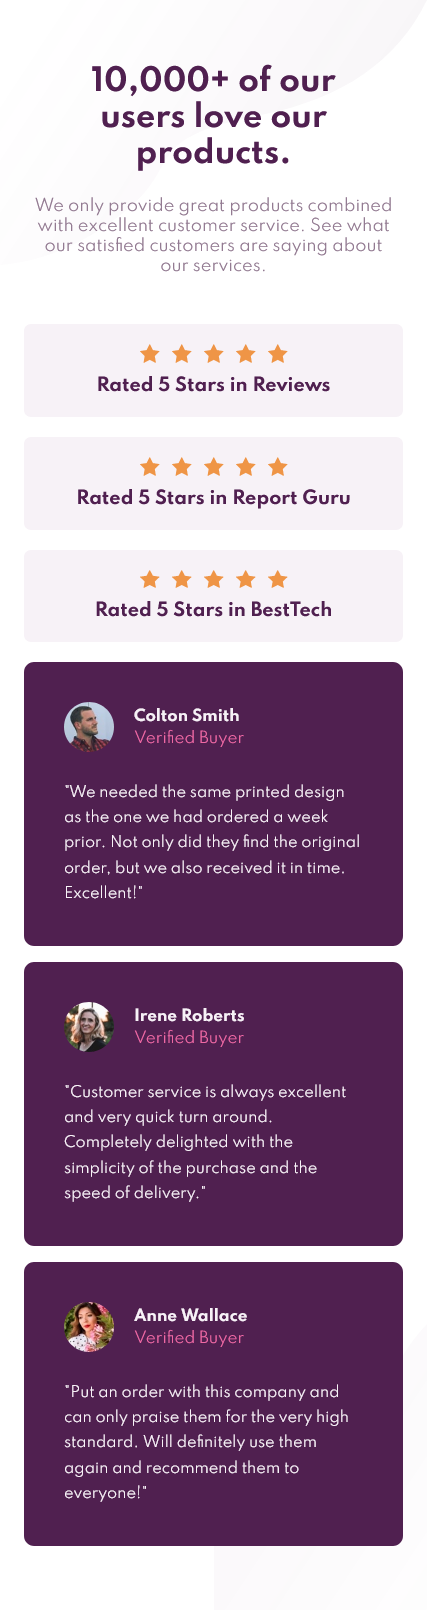 10,000+ of our
users love our
products.
We only provide great products combined
with excellent customer service. See what
our satisfied customers are saying about
our services.
Rated 5 Stars in Reviews
Rated 5 Stars in Report Guru
Rated 5 Stars in BestTech
Colton Smith
Verified Buyer
"We needed the same printed design
as the one we had ordered a week
prior. Not only did they find the original
order, but we also received it in time.
Excellent!"
Irene Roberts
Verified Buyer
"Customer service is always excellent
and very quick turn around.
Completely delighted with the
simplicity of the purchase and the
speed of delivery."
Anne Wallace
Verified Buyer
"Put an order with this company and
can only praise them for the very high
standard. Will definitely use them
again and recommend them to
everyone!"